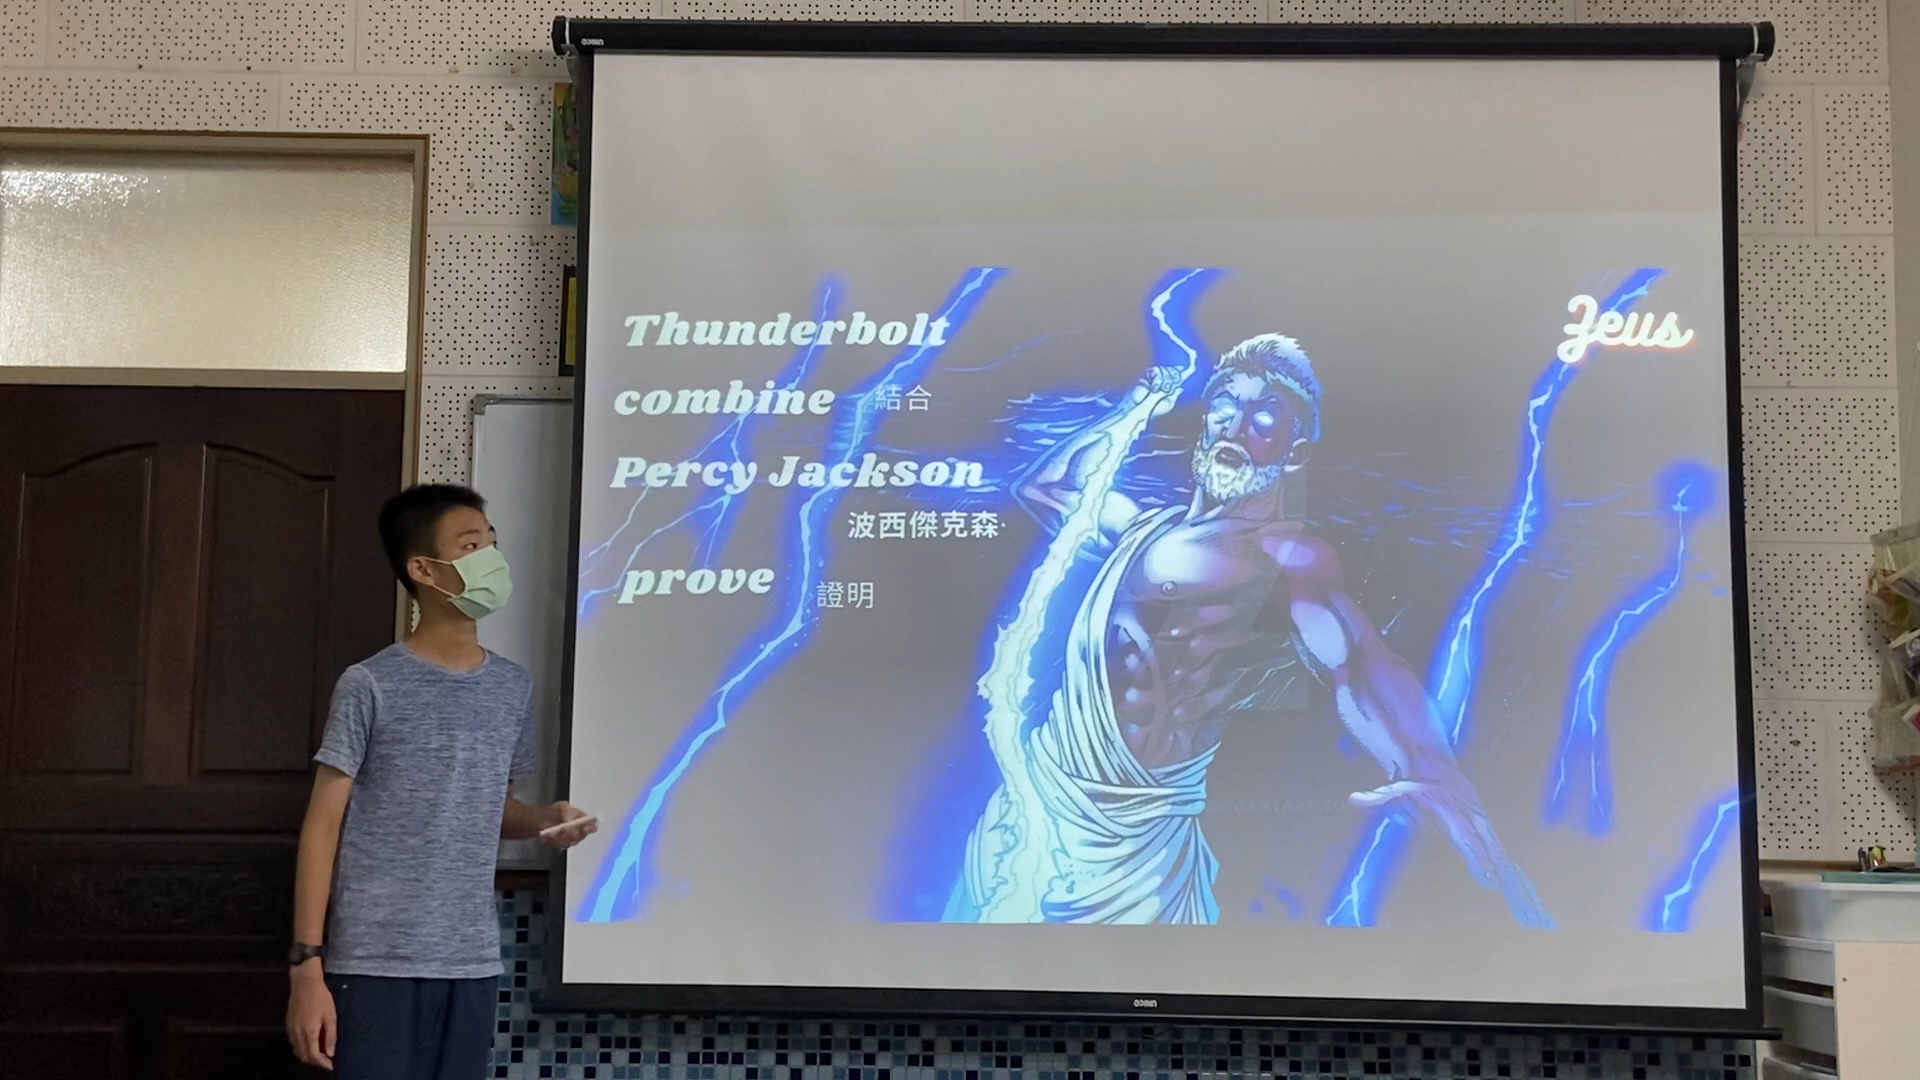 Thunderbolt
Zeus
combine 結合
Percy Jackson
波西傑克森
prove 證明